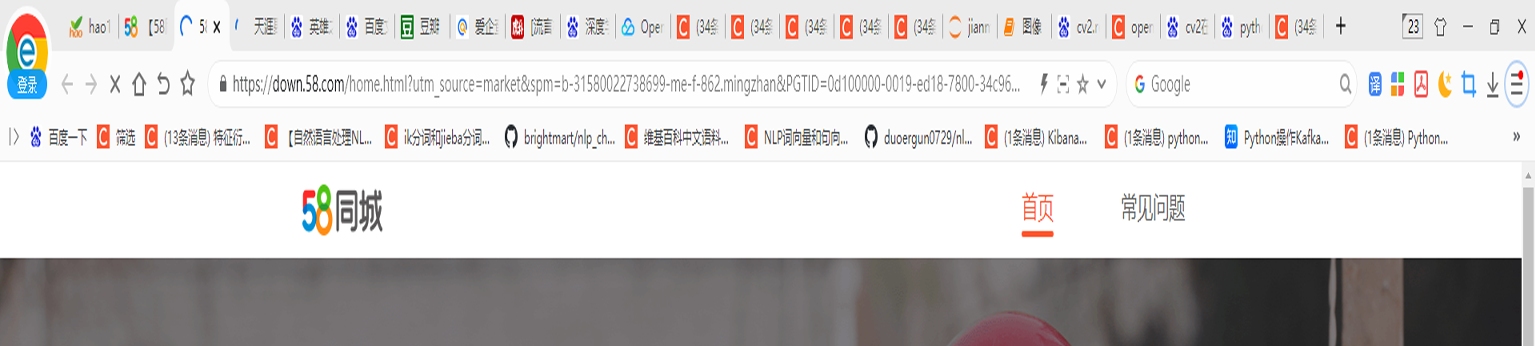 hao1 【58 58 天涯 英雄 百度 豆瓣 爱企 [流言 深度 Oper (34条 (34条 (34条 (34条 (34条 jianr 图像 cv2.r oper cv2在 pyth (34条 23
登录 https://down.58.com/home.html?utm_source=market&spm=b-31580022738699-me-f-862.mingzhan&PGTID=0d100000-0019-ed18-7800-34c96... Google 译
百度一下 筛选 (13条消息) 特征衍... 【自然语言处理NL... ik分词和jieba分词... brightmart/nlp_ch... 维基百科中文语料... NLP词向量和句向... duoergun0729/nl... (1条消息) Kibana... (1条消息) python... 知 Python操作Kafka... (1条消息) Python... »
58同城 首页 常见问题